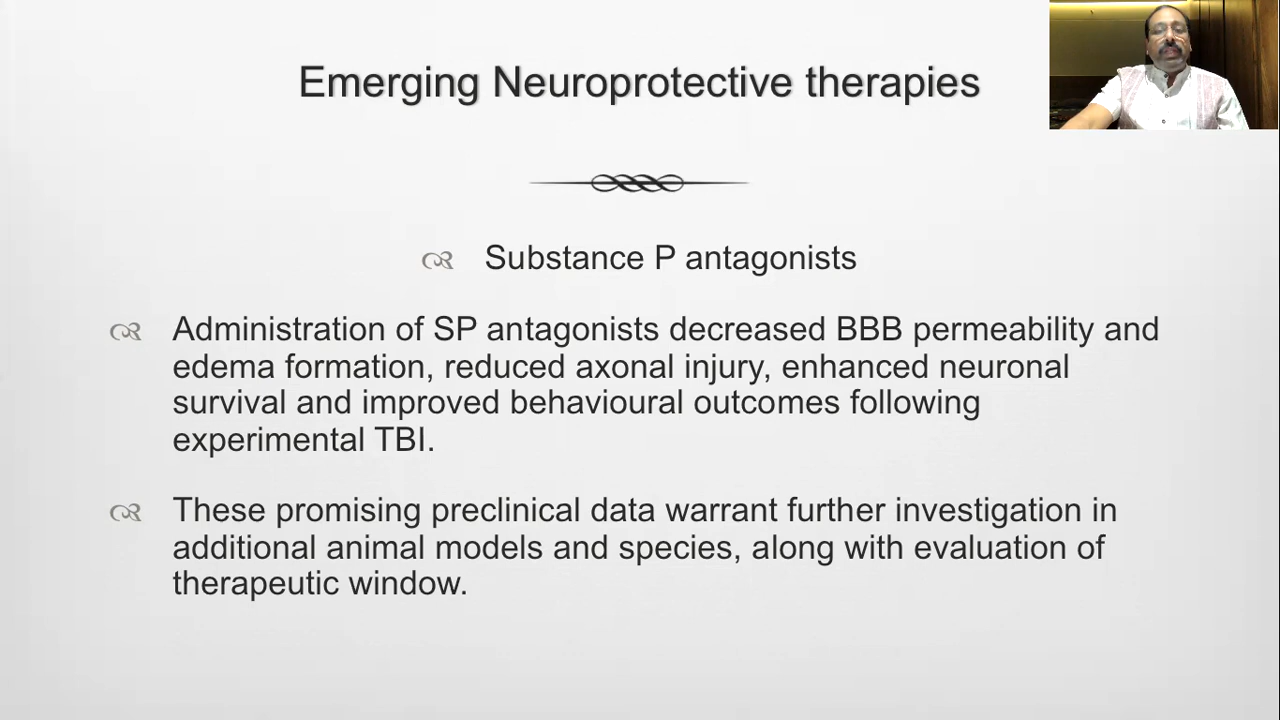 Emerging Neuroprotective therapies
Substance P antagonists
Administration of SP antagonists decreased BBB permeability and
edema formation, reduced axonal injury, enhanced neuronal
survival and improved behavioural outcomes following
experimental TBI.
These promising preclinical data warrant further investigation in
additional animal models and species, along with evaluation of
therapeutic window.